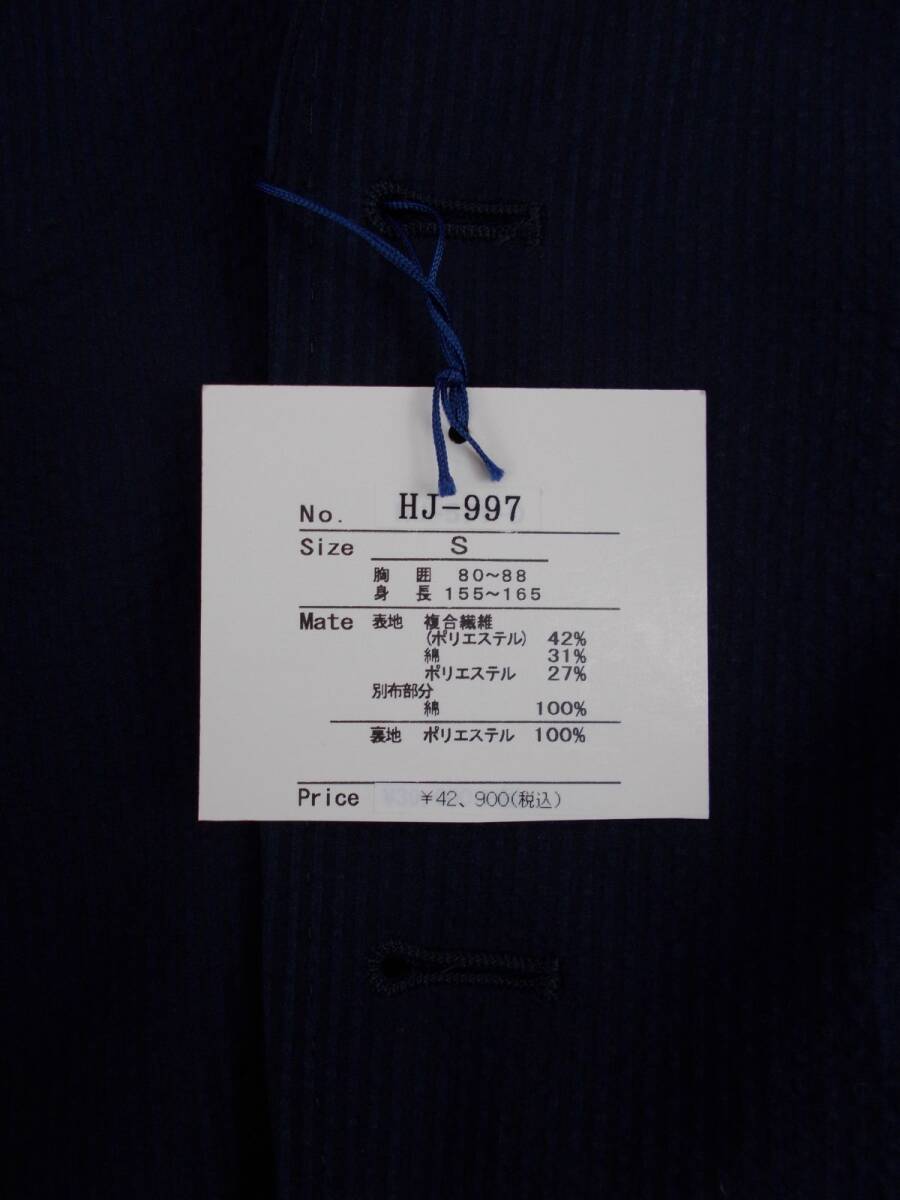 No. HJ-997
Size S
胸 囲 80~88
身 長 155~165
Mate 表地 複合繊維
(ポリエステル) 42%
綿 31%
ポリエステル 27%
別布部分
綿 100%
裏地 ポリエステル 100%
Price ¥42、900(税込)